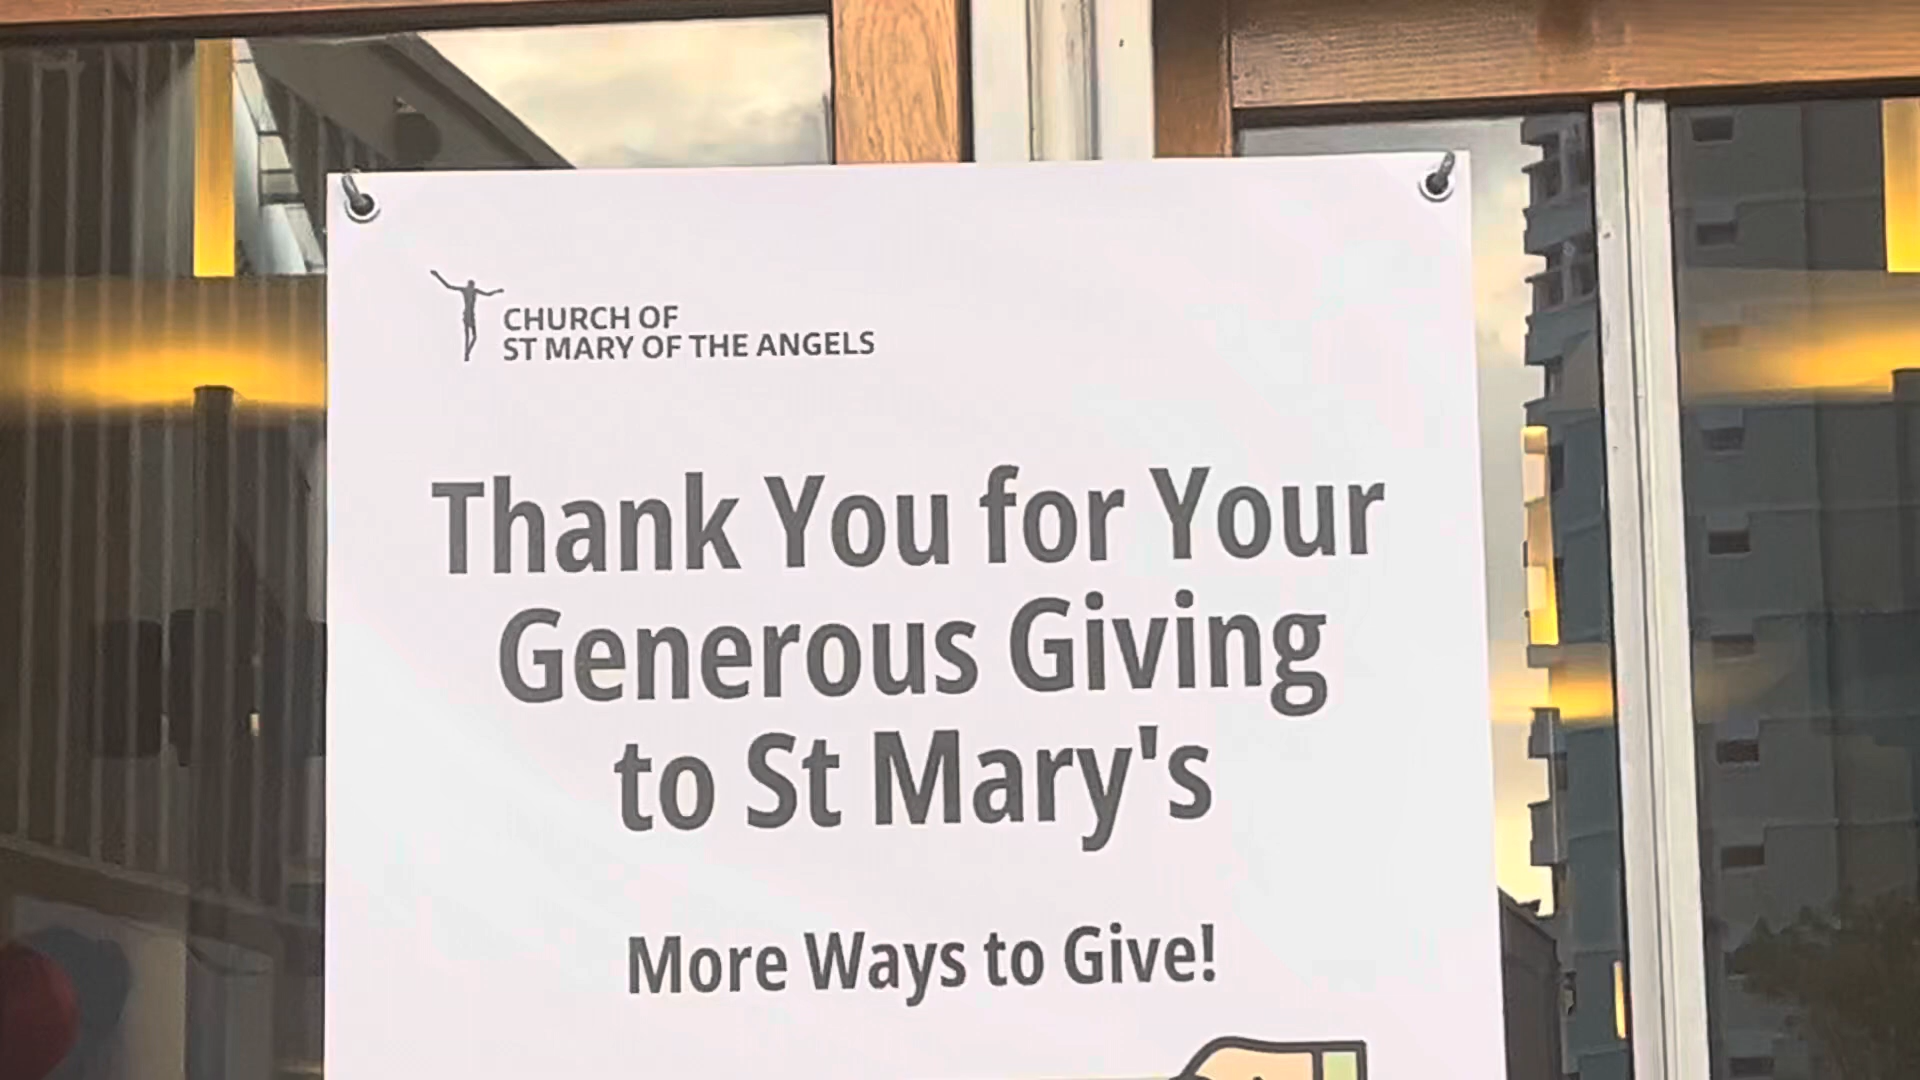 CHURCH OF
ST MARY OF THE ANGELS
Thank You for Your
Generous Giving
to St Mary's
More Ways to Give!